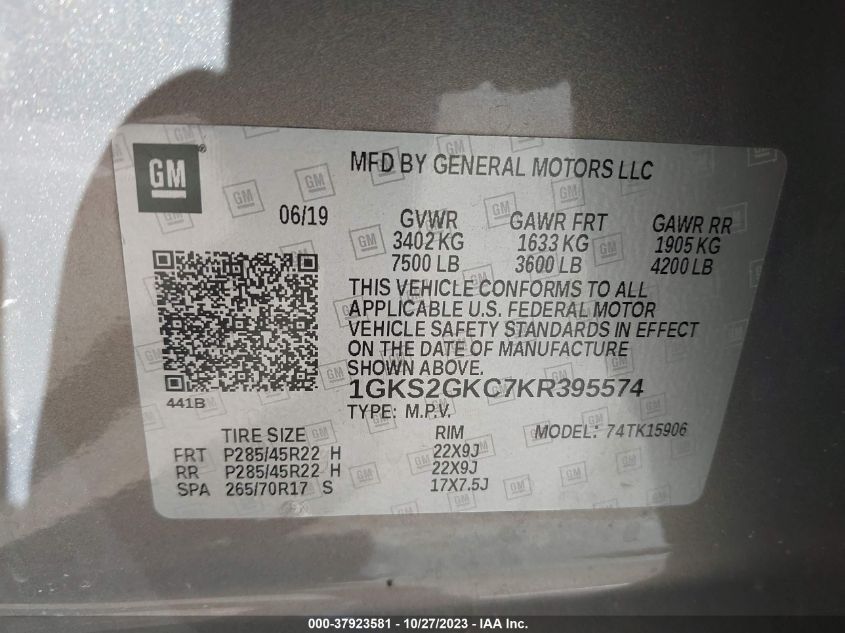 GM®
MFD BY GENERAL MOTORS LLC
06/19
GVWR GAWR FRT GAWR RR
3402 KG 1633 KG 1905 KG
7500 LB 3600 LB 4200 LB
THIS VEHICLE CONFORMS TO ALL
APPLICABLE U.S. FEDERAL MOTOR
VEHICLE SAFETY STANDARDS IN EFFECT
ON THE DATE OF MANUFACTURE
SHOWN ABOVE.
441B
1GKS2GKC7KR395574
TYPE: M.P.V. MODEL: 74TK15906
TIRE SIZE RIM
FRT P285/45R22 H 22X9J
RR P285/45R22 H 22X9J
SPA 265/70R17 S 17X7.5J
000-37923581 - 10/27/2023 - IAA Inc.